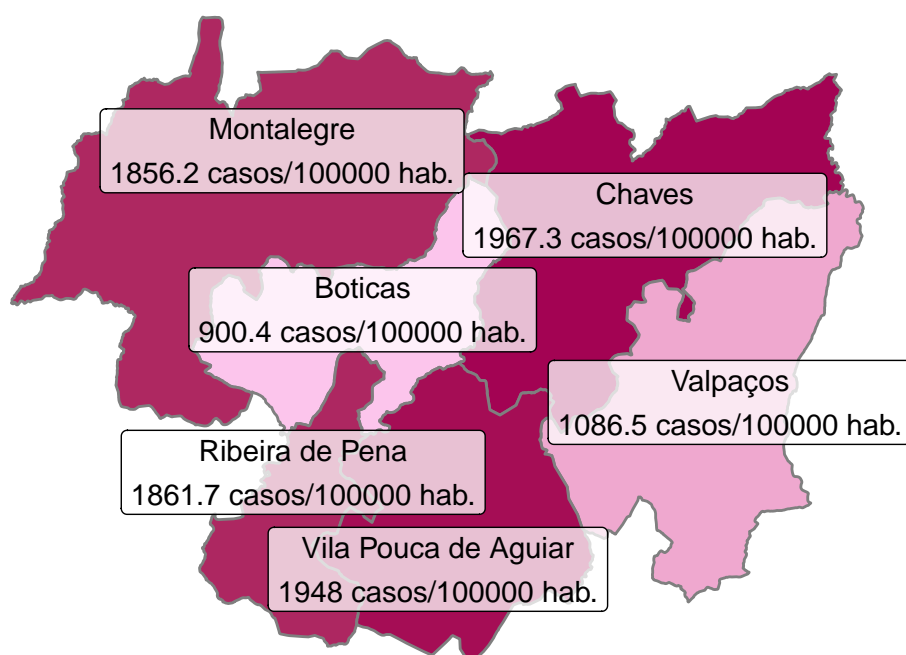 Montalegre
1856.2 casos/100000 hab.
Chaves
1967.3 casos/100000 hab.
Boticas
900.4 casos/100000 hab.
Valpaços
1086.5 casos/100000 hab.
Ribeira de Pena
1861.7 casos/100000 hab.
Vila Pouca de Aguiar
1948 casos/100000 hab.